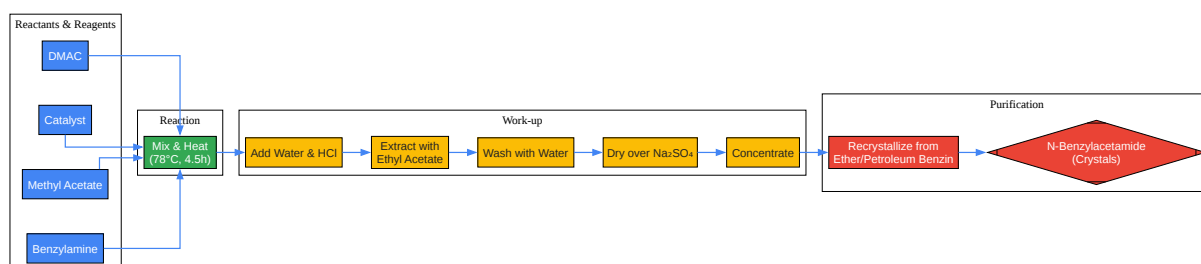 Reactants & Reagents
DMAC
Catalyst
Methyl Acetate
Benzylamine
Reaction
Mix & Heat
(78°C, 4.5h)
Work-up
Add Water & HCl
Extract with
Ethyl Acetate
Wash with Water
Dry over Na₂SO₄
Concentrate
Purification
Recrystallize from
Ether/Petroleum Benzin
N-Benzylacetamide
(Crystals)